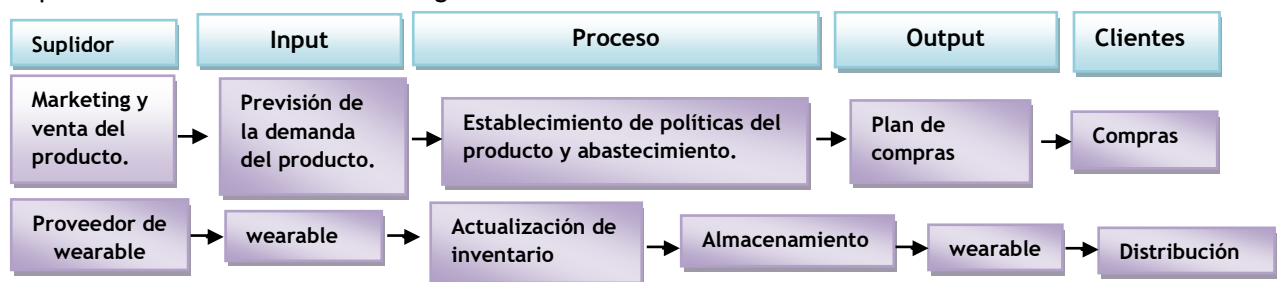 Suplidor
Input
Proceso
Output
Clientes
Marketing y
venta del
producto.
Previsión de
la demanda
del producto.
Establecimiento de políticas del
producto y abastecimiento.
Plan de
compras
Compras
Proveedor de
wearable
wearable
Actualización de
inventario
Almacenamiento
wearable
Distribución